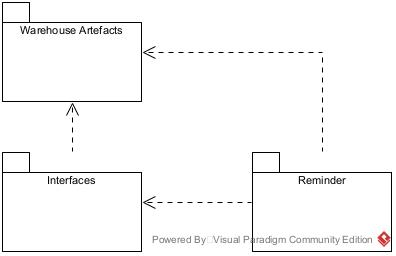 Warehouse Artefacts
Interfaces
Reminder
Powered By Visual Paradigm Community Edition